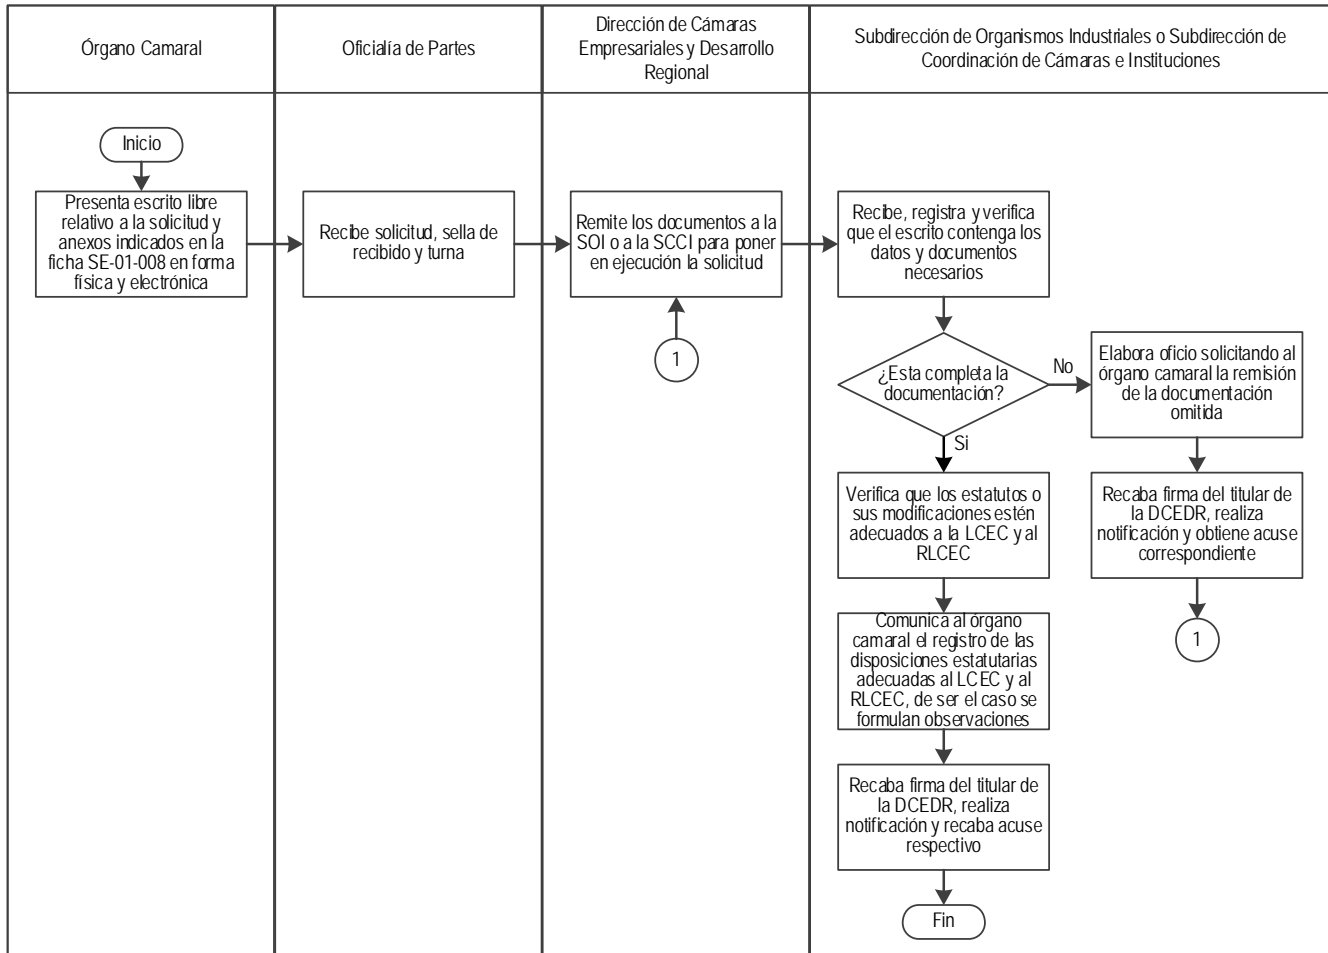 Órgano Camaral
Oficialía de Partes
Dirección de Cámaras
Empresariales y Desarrollo
Regional
Subdirección de Organismos Industriales o Subdirección de
Coordinación de Cámaras e Instituciones
Inicio
Presenta escrito libre
relativo a la solicitud y
anexos indicados en la
ficha SE-01-008 en forma
física y electrónica
Recibe solicitud, sella de
recibido y turna
Remite los documentos a la
SOI o a la SCCI para poner
en ejecución la solicitud
1
Recibe, registra y verifica
que el escrito contenga los
datos y documentos
necesarios
¿Esta completa la
documentación?
No
Elabora oficio solicitando al
órgano camaral la remisión
de la documentación
omitida
Si
Verifica que los estatutos o
sus modificaciones estén
adecuados a la LCEC y al
RLCEC
Recaba firma del titular de
la DCEDR, realiza
notificación y obtiene acuse
correspondiente
1
Comunica al órgano
camaral el registro de las
disposiciones estatutarias
adecuadas al LCEC y al
RLCEC, de ser el caso se
formulan observaciones
Recaba firma del titular de
la DCEDR, realiza
notificación y recaba acuse
respectivo
Fin